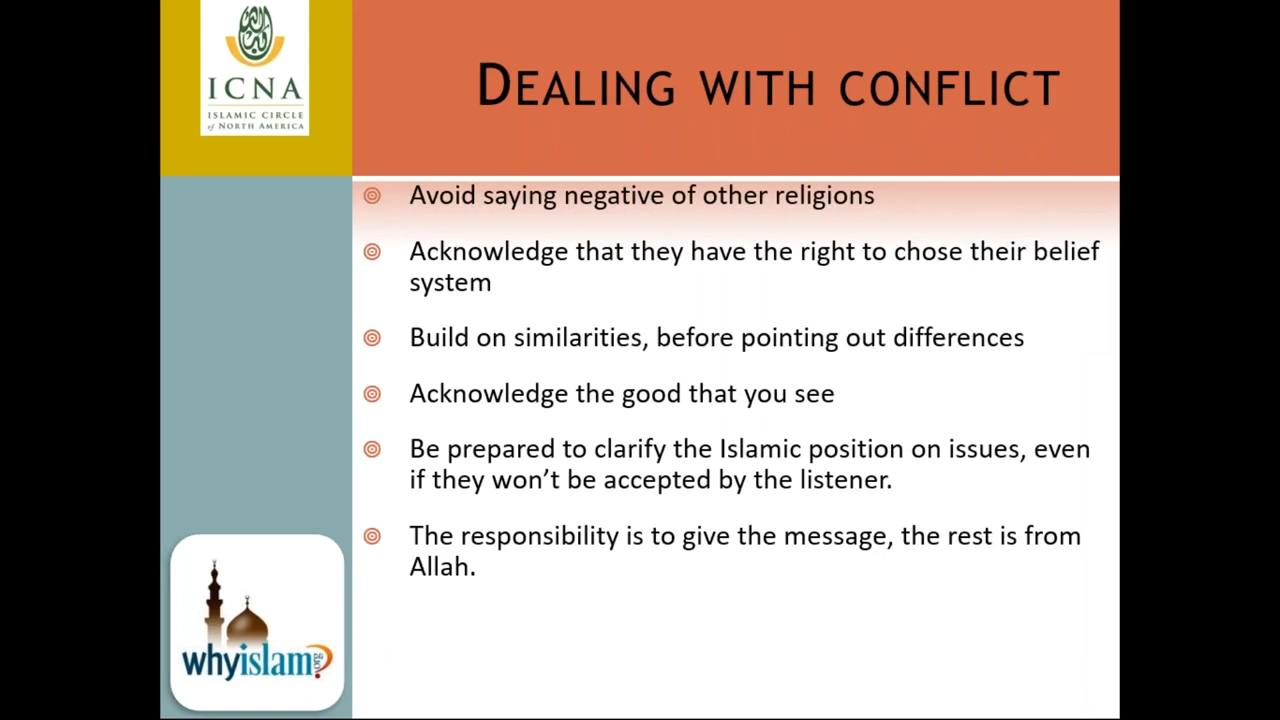 ICNA
ISLAMIC CIRCLE
of NORTH AMERICA
DEALING WITH CONFLICT
Avoid saying negative of other religions
Acknowledge that they have the right to chose their belief
system
Build on similarities, before pointing out differences
Acknowledge the good that you see
Be prepared to clarify the Islamic position on issues, even
if they won’t be accepted by the listener.
The responsibility is to give the message, the rest is from
Allah.
whyislam?
.org